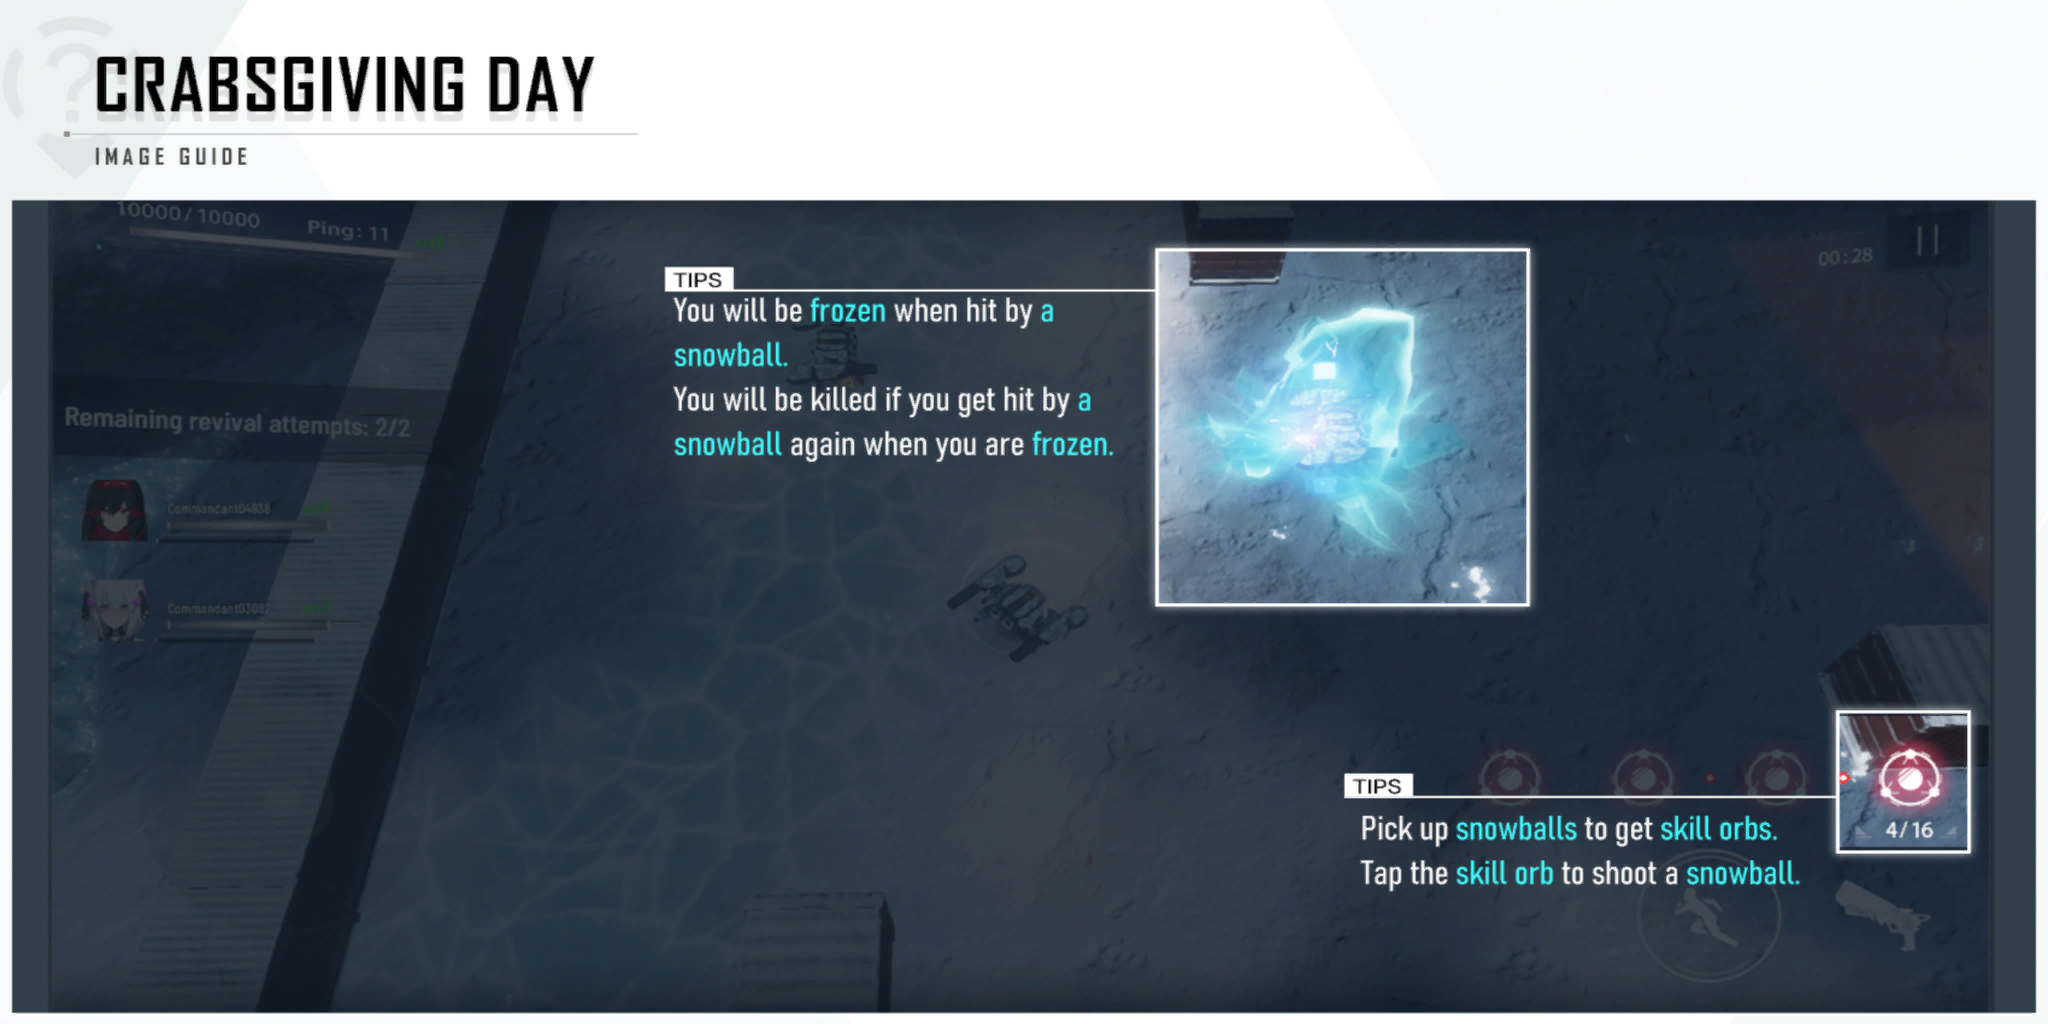 CRABSGIVING DAY
IMAGE GUIDE
10000/10000
Ping: 11
00:28
TIPS
You will be frozen when hit by a
snowball.
You will be killed if you get hit by a
snowball again when you are frozen.
Remaining revival attempts: 2/2
Commandant04938
Commandant03082
TIPS
Pick up snowballs to get skill orbs.
Tap the skill orb to shoot a snowball.
4/16